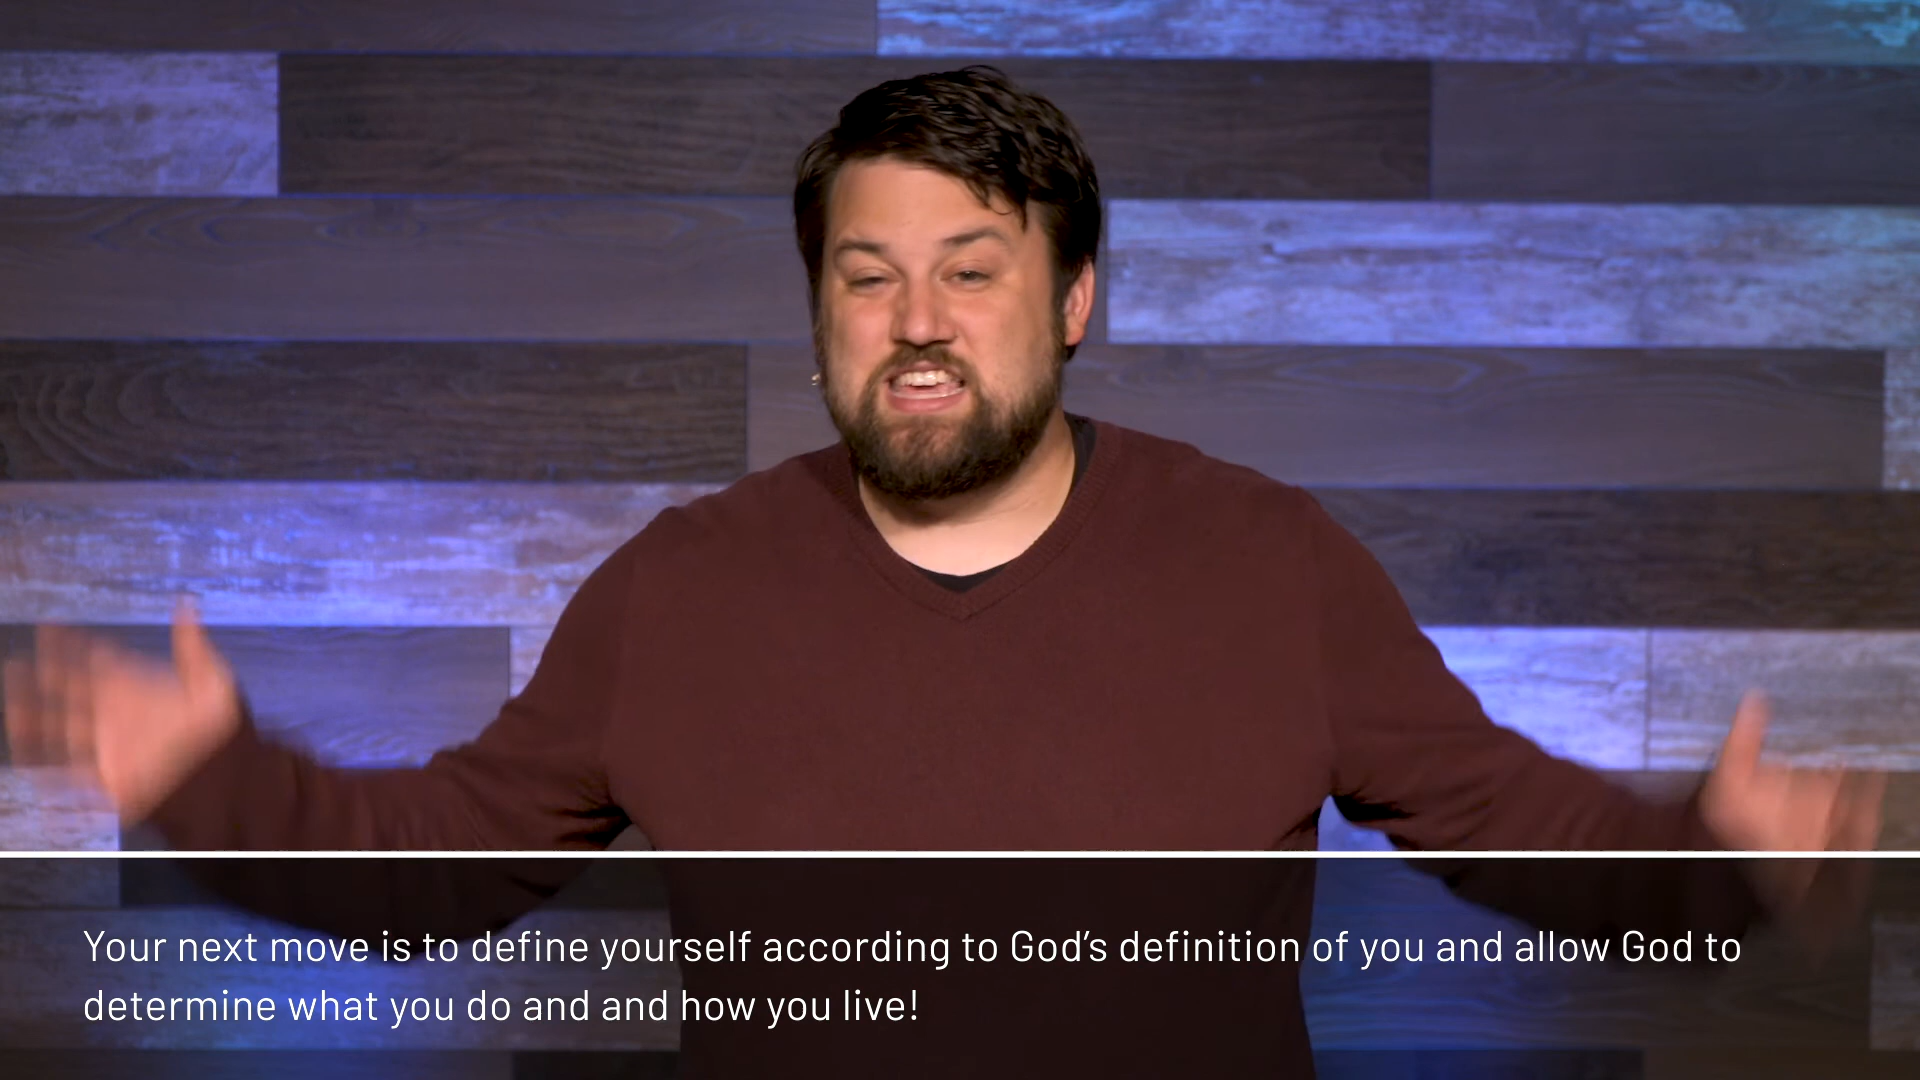 Your next move is to define yourself according to God’s definition of you and allow God to
determine what you do and and how you live!